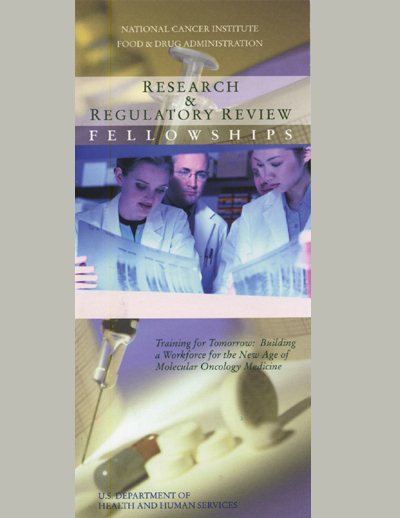 NATIONAL CANCER INSTITUTE
FOOD & DRUG ADMINISTRATION
RESEARCH
&
REGULATORY REVIEW
FELLOWSHIPS
Training for Tomorrow: Building
a Workforce for the New Age of
Molecular Oncology Medicine
U.S. DEPARTMENT OF
HEALTH AND HUMAN SERVICES